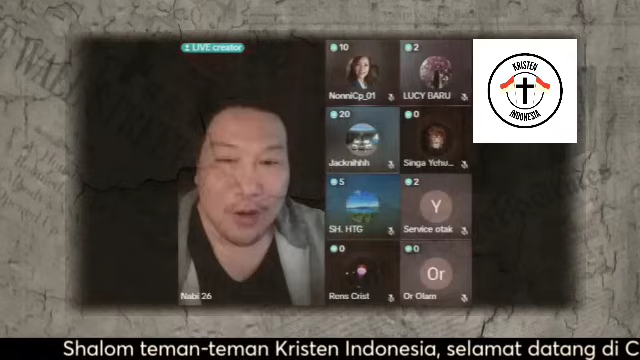 LIVE creator
10
2
NonniCp_01
LUCY BARU
20
0
Jacknihhh
Singa Yehu...
5
2
Y
SH. HTG
Service otak
0
0
Or
Nabi 26
Rens Crist
Or Olam
KRISTEN
INDONESIA
Shalom teman-teman Kristen Indonesia, selamat datang di C